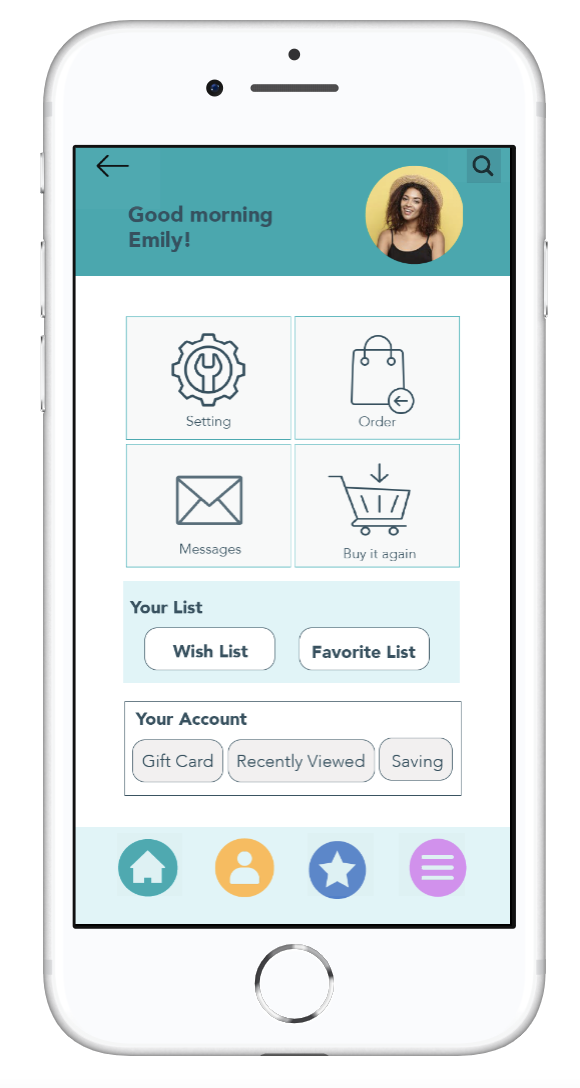 Good morning
Emily!
Setting
Order
Messages
Buy it again
Your List
Wish List
Favorite List
Your Account
Gift Card
Recently Viewed
Saving